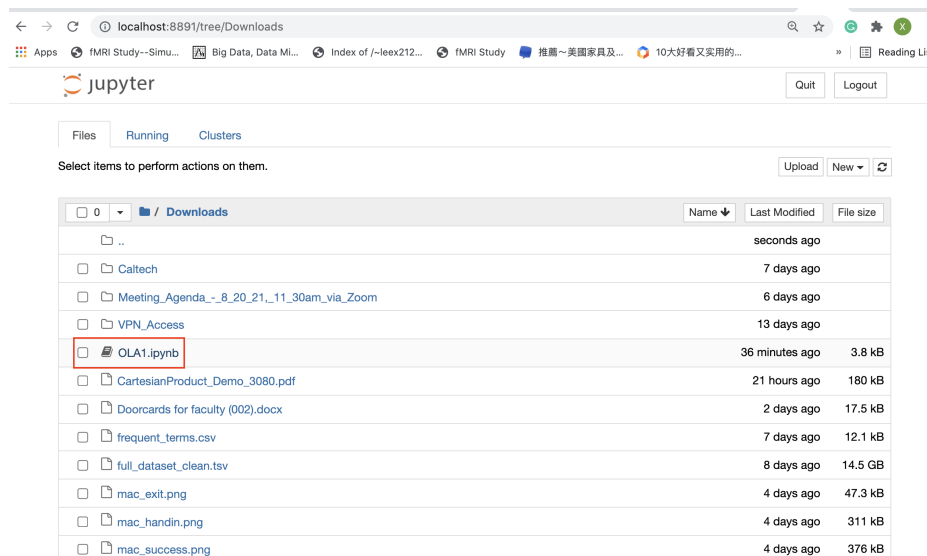 localhost:8891/tree/Downloads
G X
Apps fMRI Study--Simu... Big Data, Data Mi... Index of /~leex212... fMRI Study 推薦～美國家具及... 10大好看又实用的... » Reading Li
jupyter Quit Logout
Files Running Clusters
Select items to perform actions on them. Upload New
0 / Downloads Name Last Modified File size
.. seconds ago
Caltech 7 days ago
Meeting_Agenda_-_8_20_21,_11_30am_via_Zoom 6 days ago
VPN_Access 13 days ago
OLA1.ipynb 36 minutes ago 3.8 kB
CartesianProduct_Demo_3080.pdf 21 hours ago 180 kB
Doorcards for faculty (002).docx 2 days ago 17.5 kB
frequent_terms.csv 7 days ago 12.1 kB
full_dataset_clean.tsv 8 days ago 14.5 GB
mac_exit.png 4 days ago 47.3 kB
mac_handin.png 4 days ago 311 kB
mac_success.png 4 days ago 376 kB